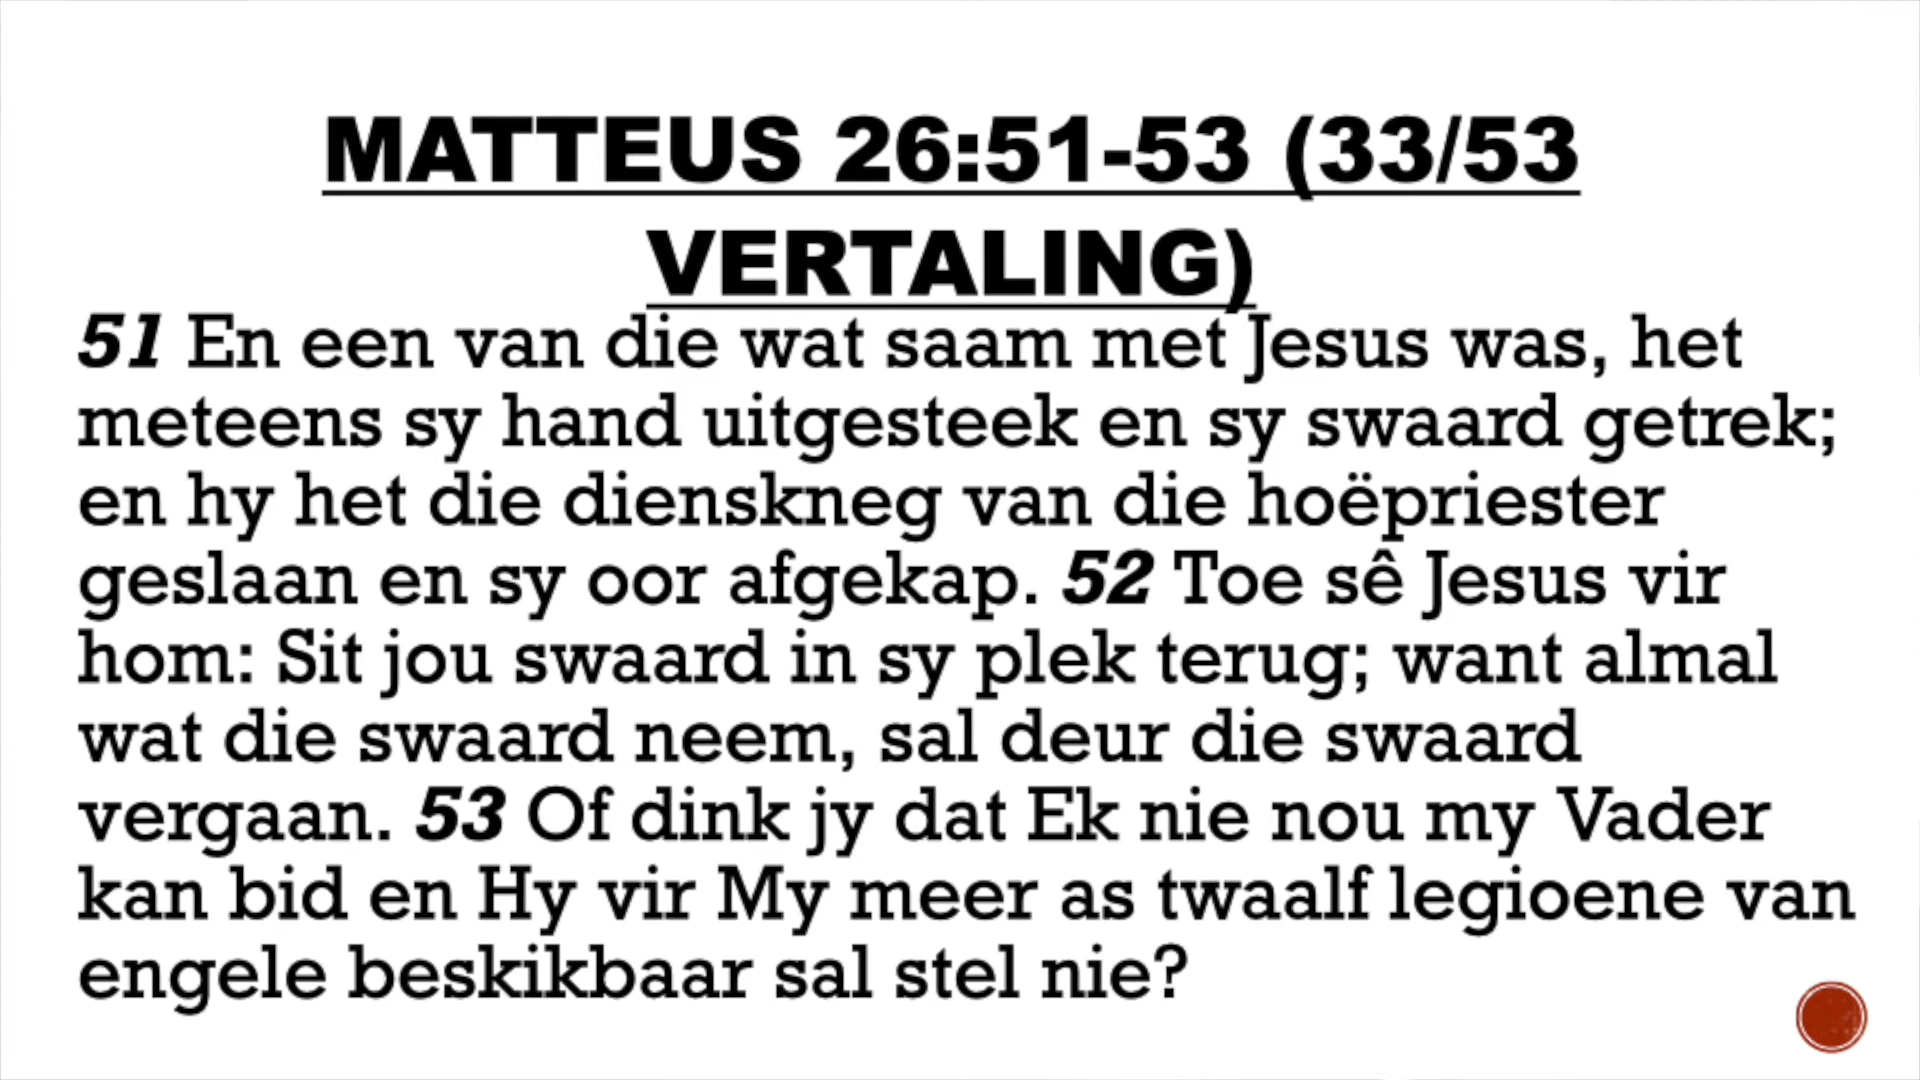 MATTEUS 26:51-53 (33/53
VERTALING)
51 En een van die wat saam met Jesus was, het
meteens sy hand uitgesteek en sy swaard getrek;
en hy het die dienskneg van die hoëpriester
geslaan en sy oor afgekap. 52 Toe sê Jesus vir
hom: Sit jou swaard in sy plek terug; want almal
wat die swaard neem, sal deur die swaard
vergaan. 53 Of dink jy dat Ek nie nou my Vader
kan bid en Hy vir My meer as twaalf legioene van
engele beskikbaar sal stel nie?